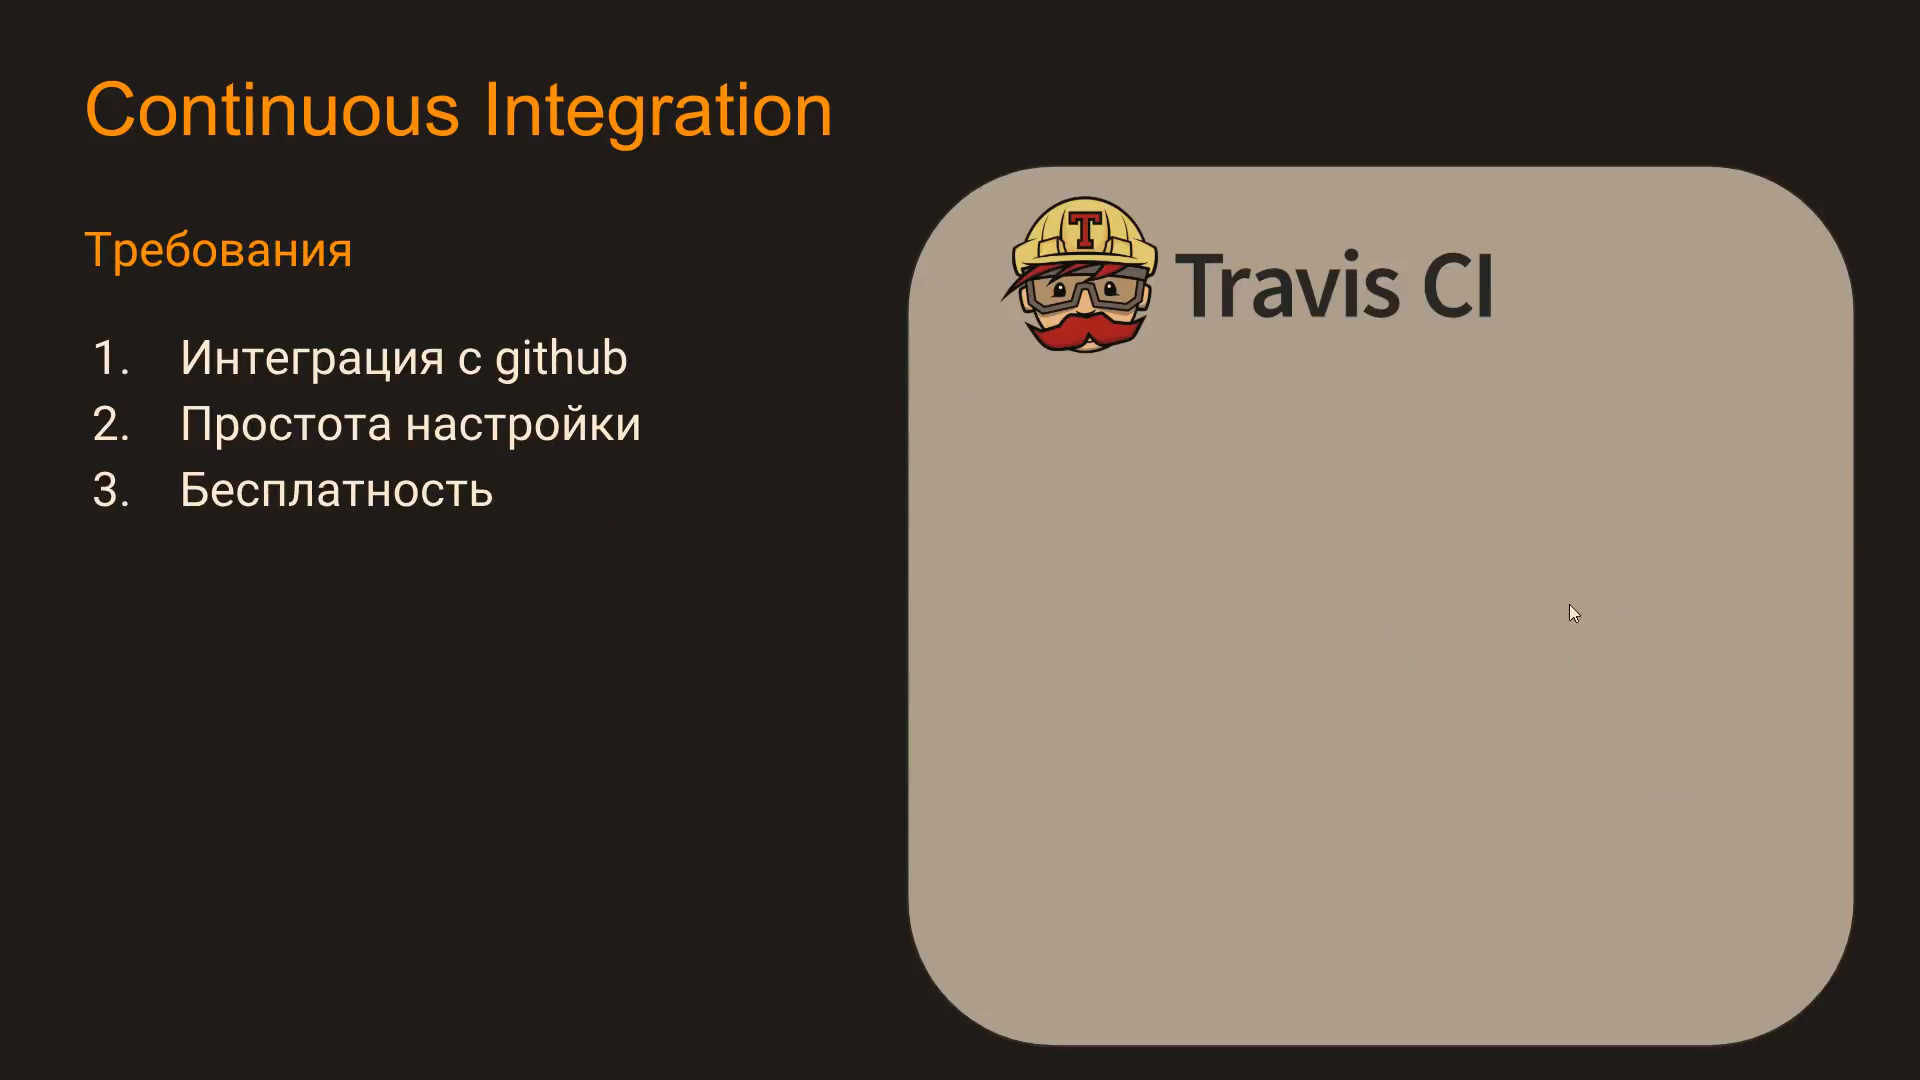 Continuous Integration
Требования
1. Интеграция с github
2. Простота настройки
3. Бесплатность
T
Travis CI